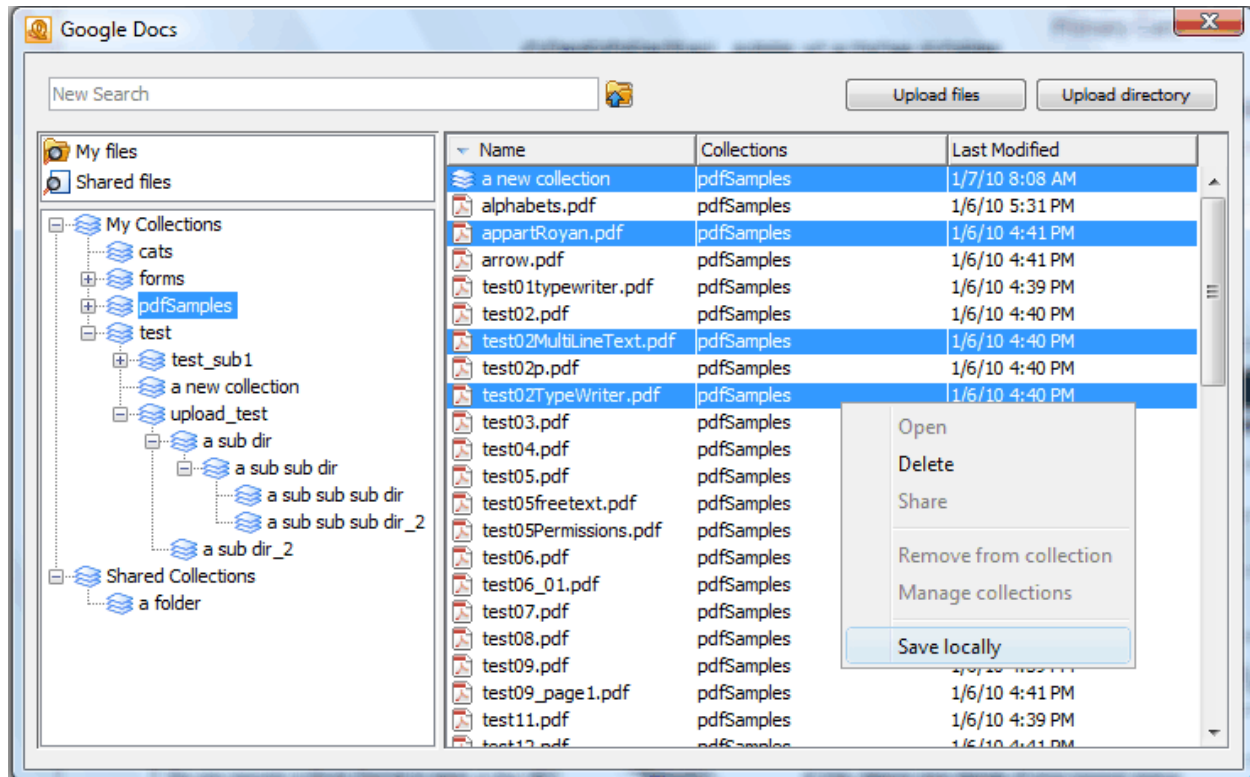 Google Docs
New Search
Upload files Upload directory
My files
Shared files
My Collections
cats
forms
pdfSamples
test
test_sub1
a new collection
upload_test
a sub dir
a sub sub dir
a sub sub sub dir
a sub sub sub dir_2
a sub dir_2
Shared Collections
a folder
Name Collections Last Modified
a new collection pdfSamples 1/7/10 8:08 AM
alphabets.pdf pdfSamples 1/6/10 5:31 PM
appartRoyan.pdf pdfSamples 1/6/10 4:41 PM
arrow.pdf pdfSamples 1/6/10 4:41 PM
test01typewriter.pdf pdfSamples 1/6/10 4:39 PM
test02.pdf pdfSamples 1/6/10 4:40 PM
test02MultiLineText.pdf pdfSamples 1/6/10 4:40 PM
test02p.pdf pdfSamples 1/6/10 4:40 PM
test02TypeWriter.pdf pdfSamples 1/6/10 4:40 PM
test03.pdf pdfSamples
test04.pdf pdfSamples
test05.pdf pdfSamples
test05freetext.pdf pdfSamples
test05Permissions.pdf pdfSamples
test06.pdf pdfSamples
test06_01.pdf pdfSamples
test07.pdf pdfSamples
test08.pdf pdfSamples
test09.pdf pdfSamples
test09_page1.pdf pdfSamples 1/6/10 4:41 PM
test11.pdf pdfSamples 1/6/10 4:39 PM
test12.pdf pdfSamples 1/6/10 4:41 PM
Open
Delete
Share
Remove from collection
Manage collections
Save locally